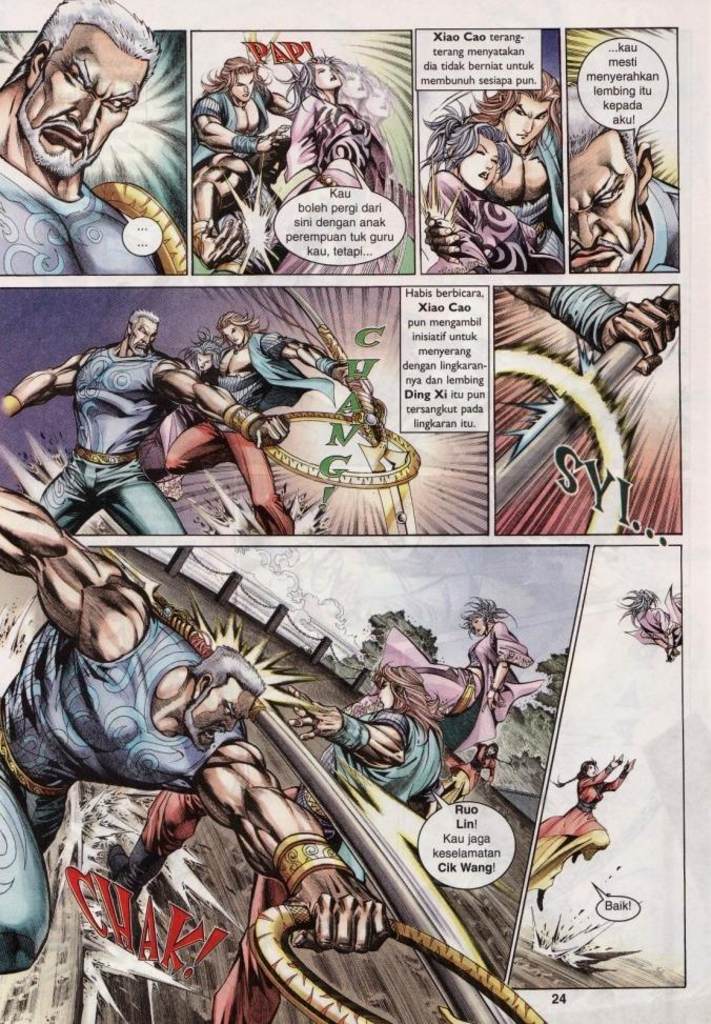 ...
...
PAP!
Kau
boleh pergi dari
sini dengan anak
perempuan tuk guru
kau, tetapi...
Xiao Cao terang-
terang menyatakan
dia tidak berniat untuk
membunuh sesiapa pun.
...kau
mesti
menyerahkan
lembing itu
kepada
aku!
CHANG!
Habis berbicara,
Xiao Cao
pun mengambil
inisiatif untuk
menyerang
dengan lingkaran-
nya dan lembing
Ding Xi itu pun
tersangkut pada
lingkaran itu.
SYI...
CHAK!
Ruo
Lin!
Kau jaga
keselamatan
Cik Wang!
Baik!
24